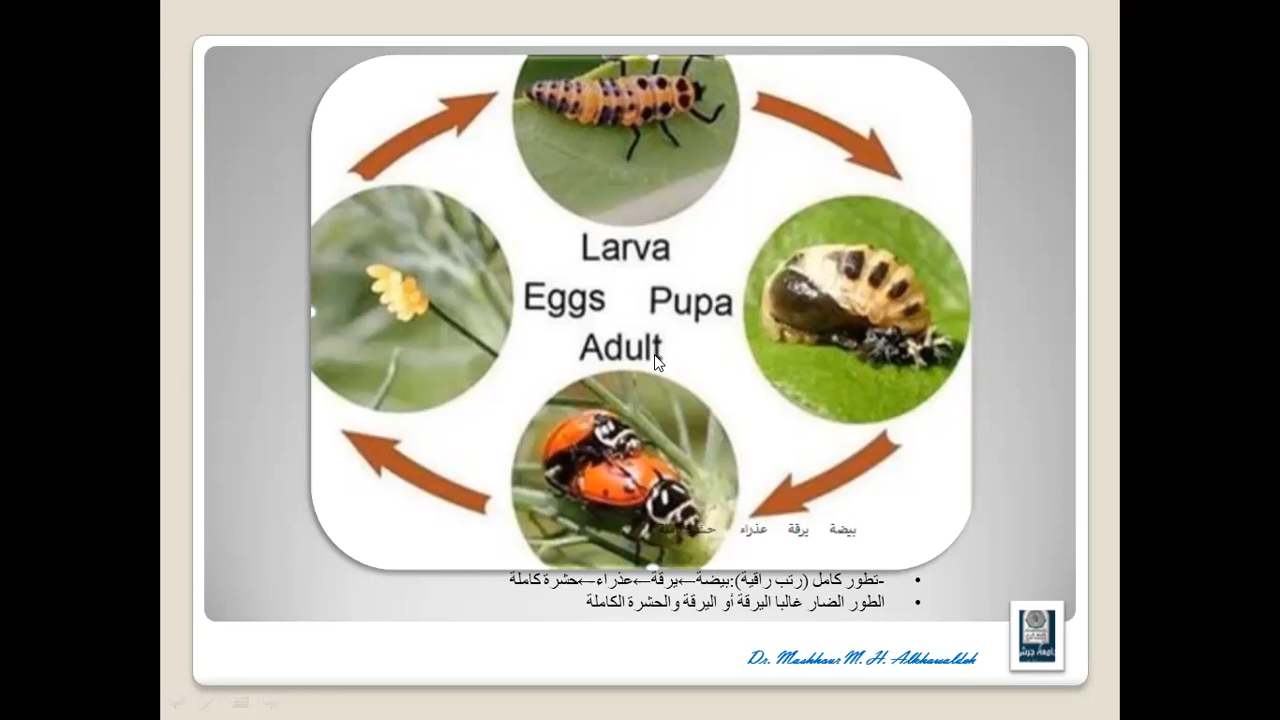 Larva
Eggs Pupa
Adult
بيضة يرقة عذراء
-تطور كامل (رتب راقية):بيضة←يرقة←عذراء←حشرة كاملة
الطور الضار غالبا اليرقة أو اليرقة والحشرة الكاملة
Dr. Mashhour M. H. Alkhawaldeh